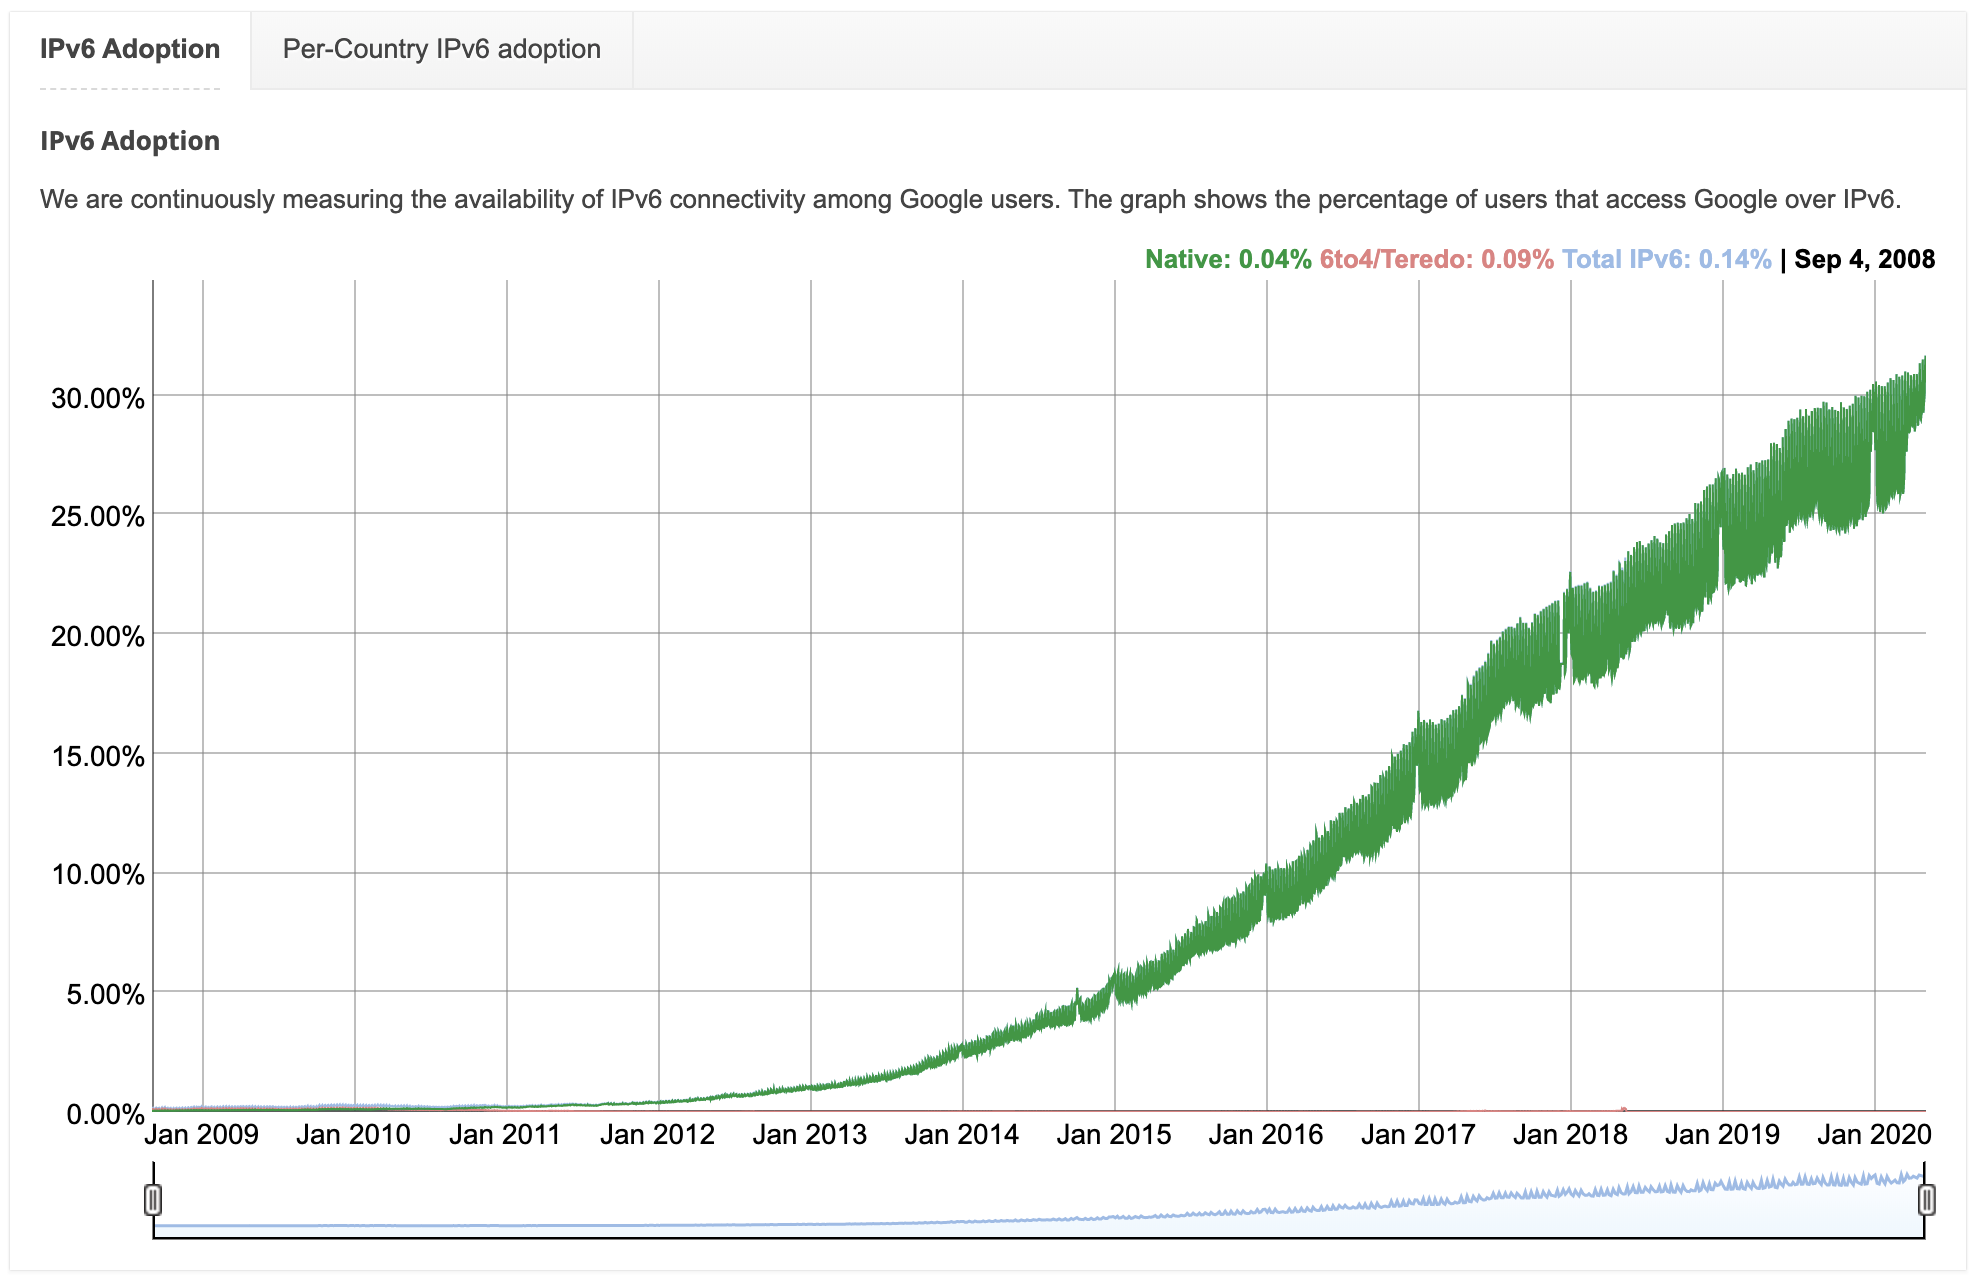 IPv6 Adoption
Per-Country IPv6 adoption
IPv6 Adoption
We are continuously measuring the availability of IPv6 connectivity among Google users. The graph shows the percentage of users that access Google over IPv6.
Native: 0.04% 6to4/Teredo: 0.09% Total IPv6: 0.14% | Sep 4, 2008
30.00%
25.00%
20.00%
15.00%
10.00%
5.00%
0.00%
Jan 2009 Jan 2010 Jan 2011 Jan 2012 Jan 2013 Jan 2014 Jan 2015 Jan 2016 Jan 2017 Jan 2018 Jan 2019 Jan 2020